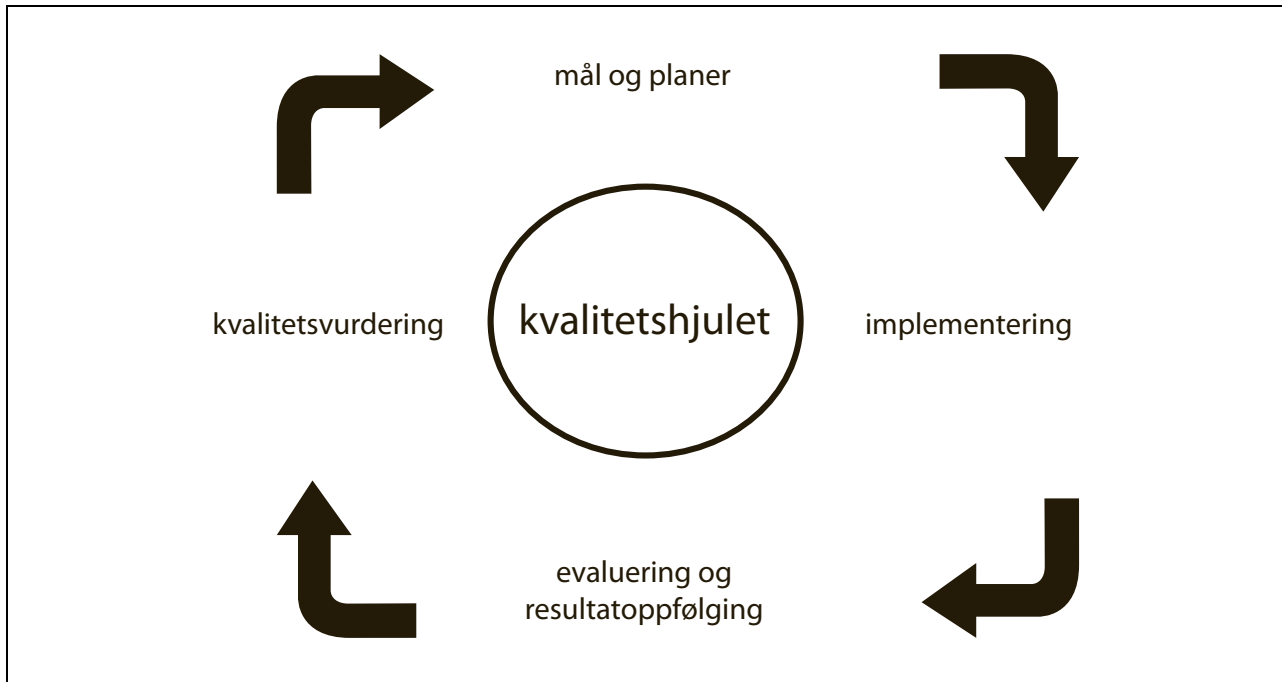 mål og planer
kvalitetsvurdering
kvalitetshjulet
implementering
evaluering og
resultatoppfølging